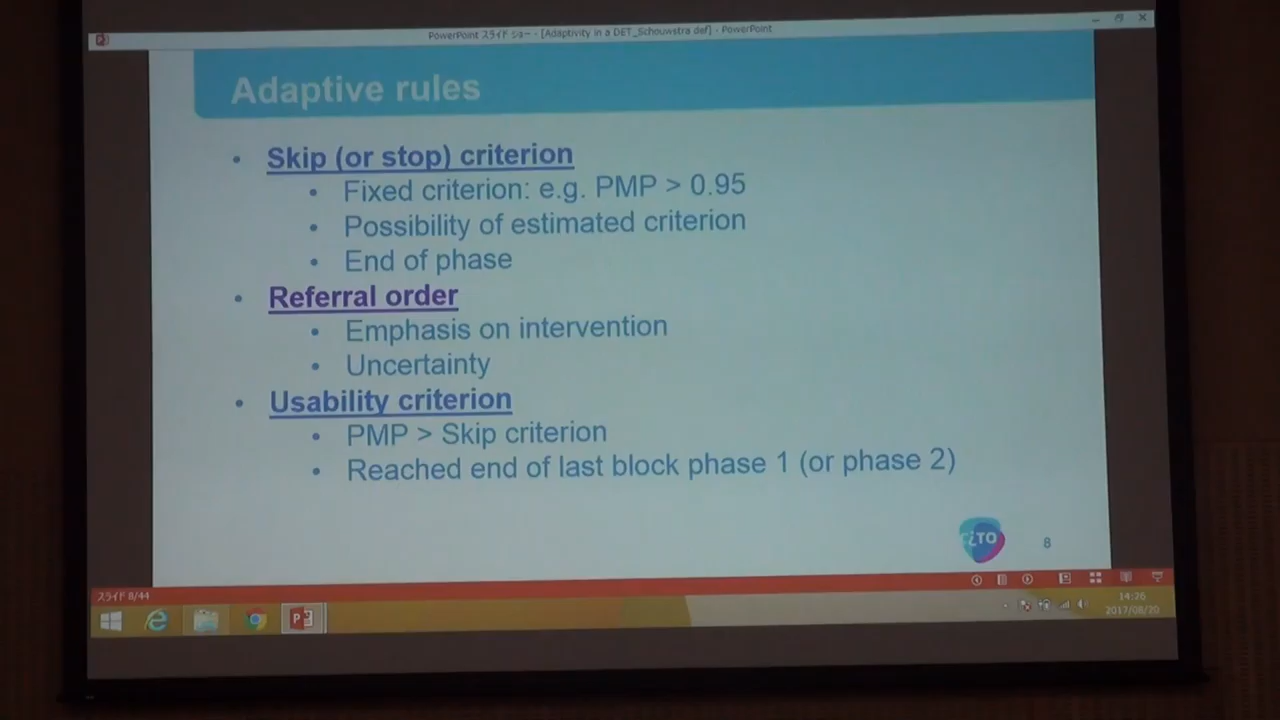 PowerPoint スライド ショー - [Adaptivity in a DET_Schouwstra def] - PowerPoint
Adaptive rules
• Skip (or stop) criterion
• Fixed criterion: e.g. PMP > 0.95
• Possibility of estimated criterion
• End of phase
• Referral order
• Emphasis on intervention
• Uncertainty
• Usability criterion
• PMP > Skip criterion
• Reached end of last block phase 1 (or phase 2)
CiTO
8
スライド 8/44
14:26
2017/08/20